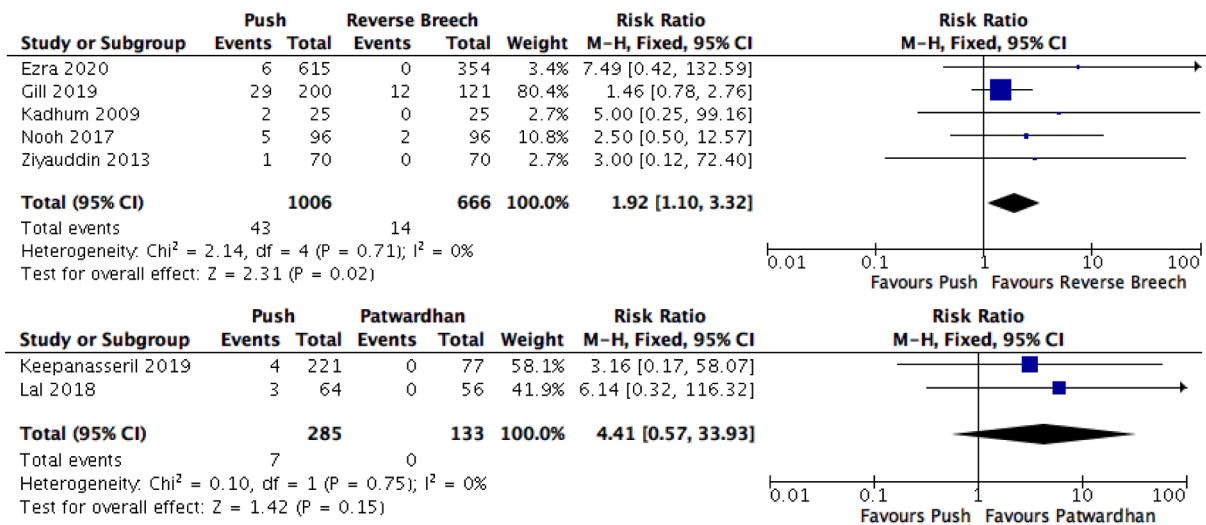 Push Reverse Breech Risk Ratio Risk Ratio
Study or Subgroup Events Total Events Total Weight M-H, Fixed, 95% CI M-H, Fixed, 95% CI
Ezra 2020 6 615 0 354 3.4% 7.49 [0.42, 132.59]
Gill 2019 29 200 12 121 80.4% 1.46 [0.78, 2.76]
Kadhum 2009 2 25 0 25 2.7% 5.00 [0.25, 99.16]
Nooh 2017 5 96 2 96 10.8% 2.50 [0.50, 12.57]
Ziyauddin 2013 1 70 0 70 2.7% 3.00 [0.12, 72.40]
Total (95% CI) 1006 666 100.0% 1.92 [1.10, 3.32]
Total events 43 14
Heterogeneity: Chi² = 2.14, df = 4 (P = 0.71); I² = 0%
Test for overall effect: Z = 2.31 (P = 0.02)
0.01 0.1 1 10 100
Favours Push Favours Reverse Breech
Push Patwardhan Risk Ratio Risk Ratio
Study or Subgroup Events Total Events Total Weight M-H, Fixed, 95% CI M-H, Fixed, 95% CI
Keepanasseril 2019 4 221 0 77 58.1% 3.16 [0.17, 58.07]
Lal 2018 3 64 0 56 41.9% 6.14 [0.32, 116.32]
Total (95% CI) 285 133 100.0% 4.41 [0.57, 33.93]
Total events 7 0
Heterogeneity: Chi² = 0.10, df = 1 (P = 0.75); I² = 0%
Test for overall effect: Z = 1.42 (P = 0.15)
0.01 0.1 1 10 100
Favours Push Favours Patwardhan